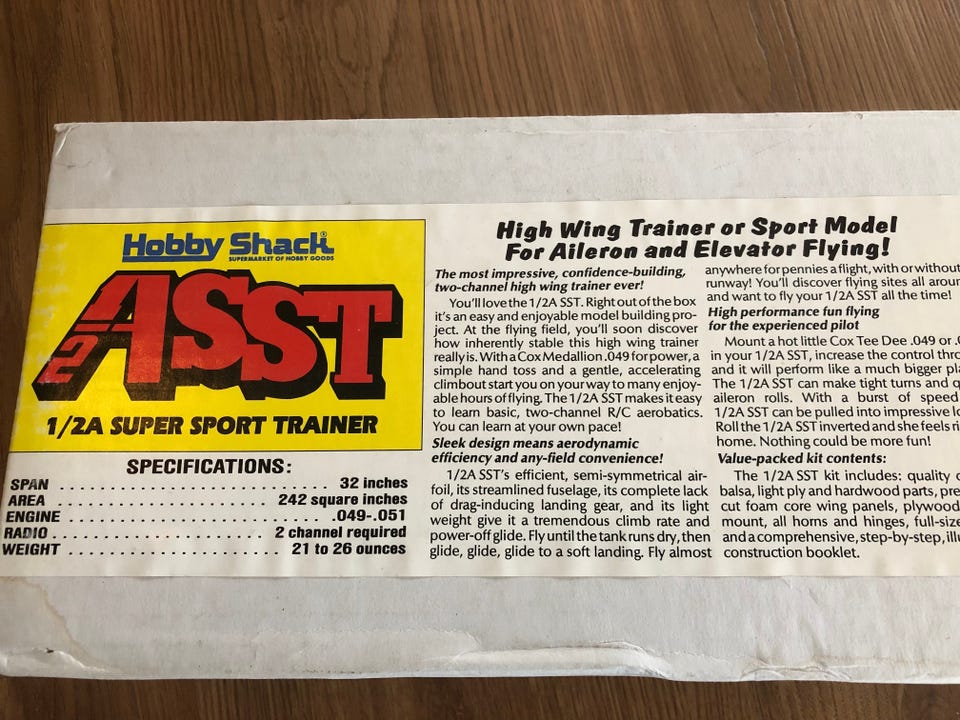 Hobby Shack®
SUPERMARKET OF HOBBY GOODS
1/2 ASST
1/2A SUPER SPORT TRAINER
SPECIFICATIONS:
SPAN . . . . . . . . . . . . . . . . . . . . . . . . . . . 32 inches
AREA . . . . . . . . . . . . . . . . . . . . . 242 square inches
ENGINE . . . . . . . . . . . . . . . . . . . . . . . . . .049-.051
RADIO . . . . . . . . . . . . . . . . . . . . 2 channel required
WEIGHT . . . . . . . . . . . . . . . . . . . . . 21 to 26 ounces
High Wing Trainer or Sport Model
For Aileron and Elevator Flying!
The most impressive, confidence-building,
two-channel high wing trainer ever!
You'll love the 1/2A SST. Right out of the box
it's an easy and enjoyable model building pro-
ject. At the flying field, you'll soon discover
how inherently stable this high wing trainer
really is. With a Cox Medallion .049 for power, a
simple hand toss and a gentle, accelerating
climbout start you on your way to many enjoy-
able hours of flying. The 1/2A SST makes it easy
to learn basic, two-channel R/C aerobatics.
You can learn at your own pace!
Sleek design means aerodynamic
efficiency and any-field convenience!
1/2A SST's efficient, semi-symmetrical air-
foil, its streamlined fuselage, its complete lack
of drag-inducing landing gear, and its light
weight give it a tremendous climb rate and
power-off glide. Fly until the tank runs dry, then
glide, glide, glide to a soft landing. Fly almost
anywhere for pennies a flight, with or without
runway! You'll discover flying sites all
and want to fly your 1/2A SST all the time!
High performance fun flying
for the experienced pilot
Mount a hot little Cox Tee Dee .049 or
in your 1/2A SST, increase the control
and it will perform like a much bigger
The 1/2A SST can make tight turns and
aileron rolls. With a burst of speed
1/2A SST can be pulled into impressive
Roll the 1/2A SST inverted and she feels
home. Nothing could be more fun!
Value-packed kit contents:
The 1/2A SST kit includes: quality
balsa, light ply and hardwood parts,
cut foam core wing panels, plywood
mount, all horns and hinges,
and a comprehensive, step-by-step,
construction booklet.